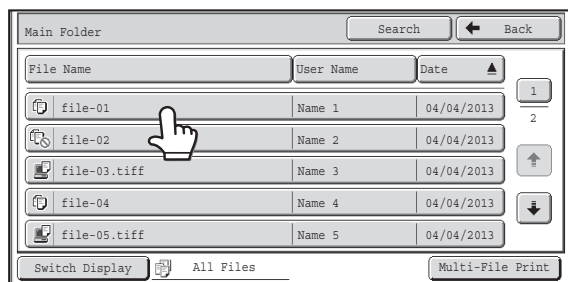 Main Folder Search Back
File Name User Name Date
file-01 Name 1 04/04/2013
file-02 Name 2 04/04/2013
file-03.tiff Name 3 04/04/2013
file-04 Name 4 04/04/2013
file-05.tiff Name 5 04/04/2013
1
2
Switch Display All Files Multi-File Print